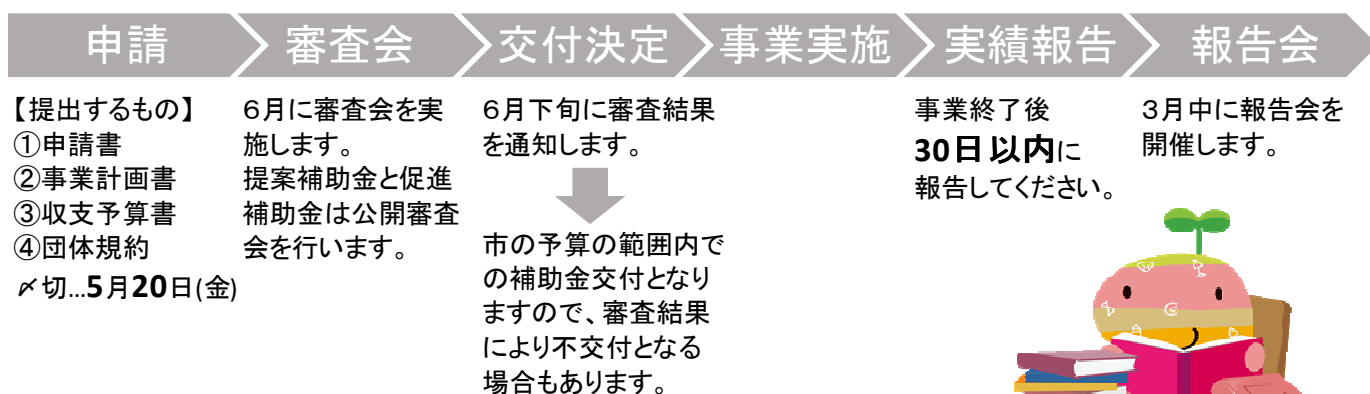 申請
審査会
交付決定
事業実施
実績報告
報告会
【提出するもの】
①申請書
②事業計画書
③収支予算書
④団体規約
〆切…5月20日(金)
６月に審査会を実
施します。
提案補助金と促進
補助金は公開審査
会を行います。
６月下旬に審査結果
を通知します。
市の予算の範囲内で
の補助金交付となり
ますので、審査結果
により不交付となる
場合もあります。
事業終了後
30日以内に
報告してください。
３月中に報告会を
開催します。